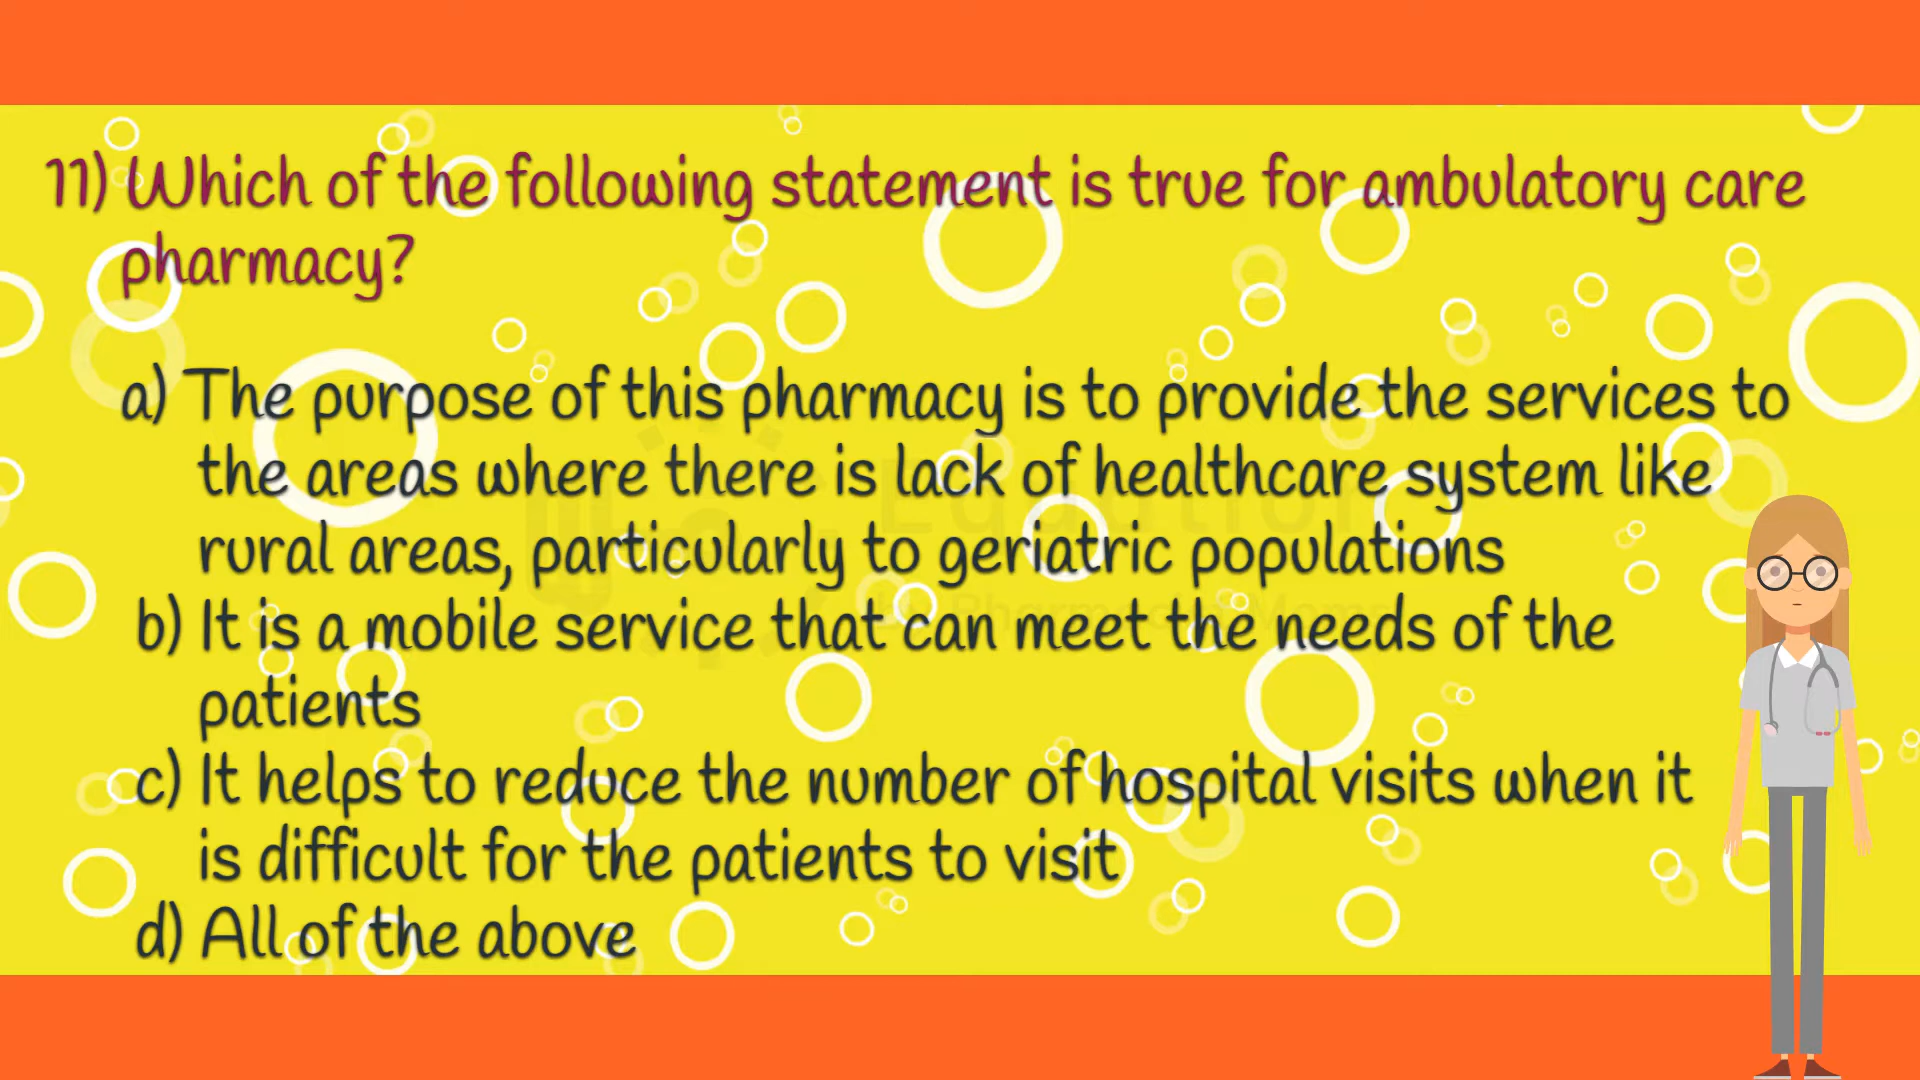 11) Which of the following statement is true for ambulatory care
pharmacy?
a) The purpose of this pharmacy is to provide the services to
the areas where there is lack of healthcare system like
rural areas, particularly to geriatric populations
b) It is a mobile service that can meet the needs of the
patients
c) It helps to reduce the number of hospital visits when it
is difficult for the patients to visit
d) All of the above